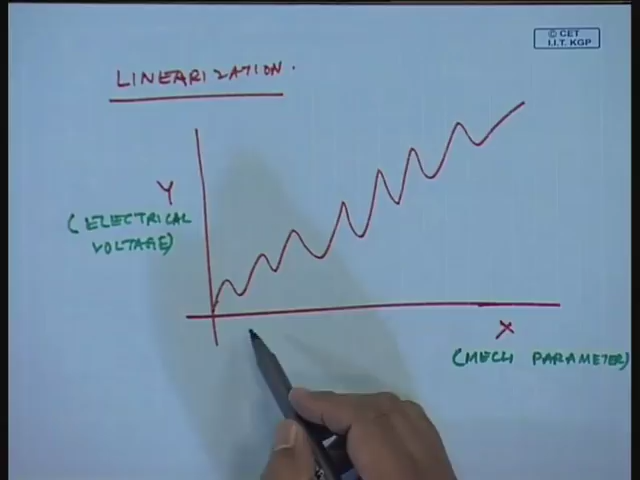 © CET
I.I.T. KGP
LINEARIZATION.
Y
(ELECTRICAL
VOLTAGE)
X
(MECH PARAMETER)